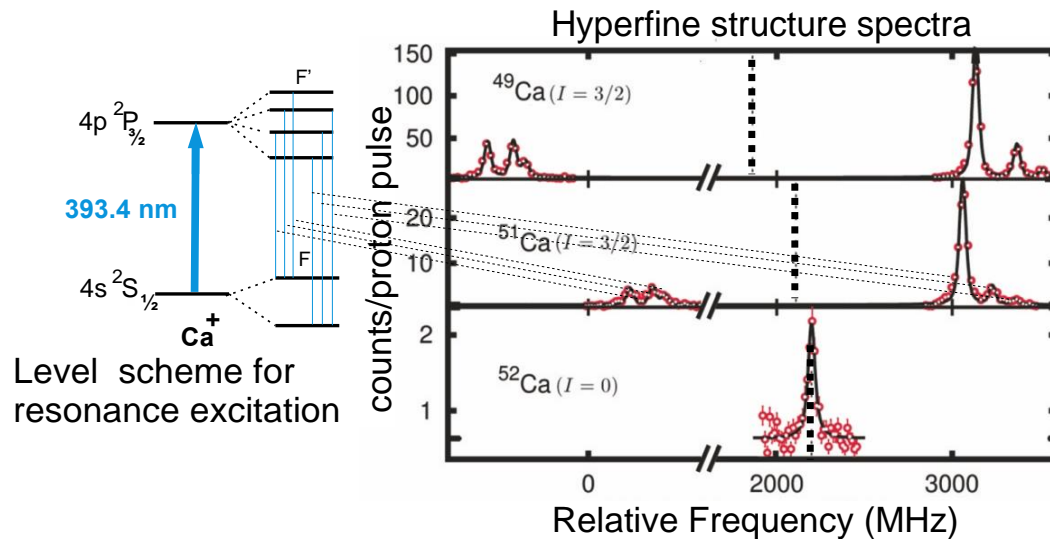 Hyperfine structure spectra
F'
4p ²P₃⁄₂
393.4 nm
F
4s ²S₁⁄₂
Ca⁺
Level scheme for
resonance excitation
counts/proton pulse
150
100
50
⁴⁹Ca (I = 3/2)
20
10
⁵¹Ca (I = 3/2)
2
1
⁵²Ca (I = 0)
0
2000
3000
Relative Frequency (MHz)